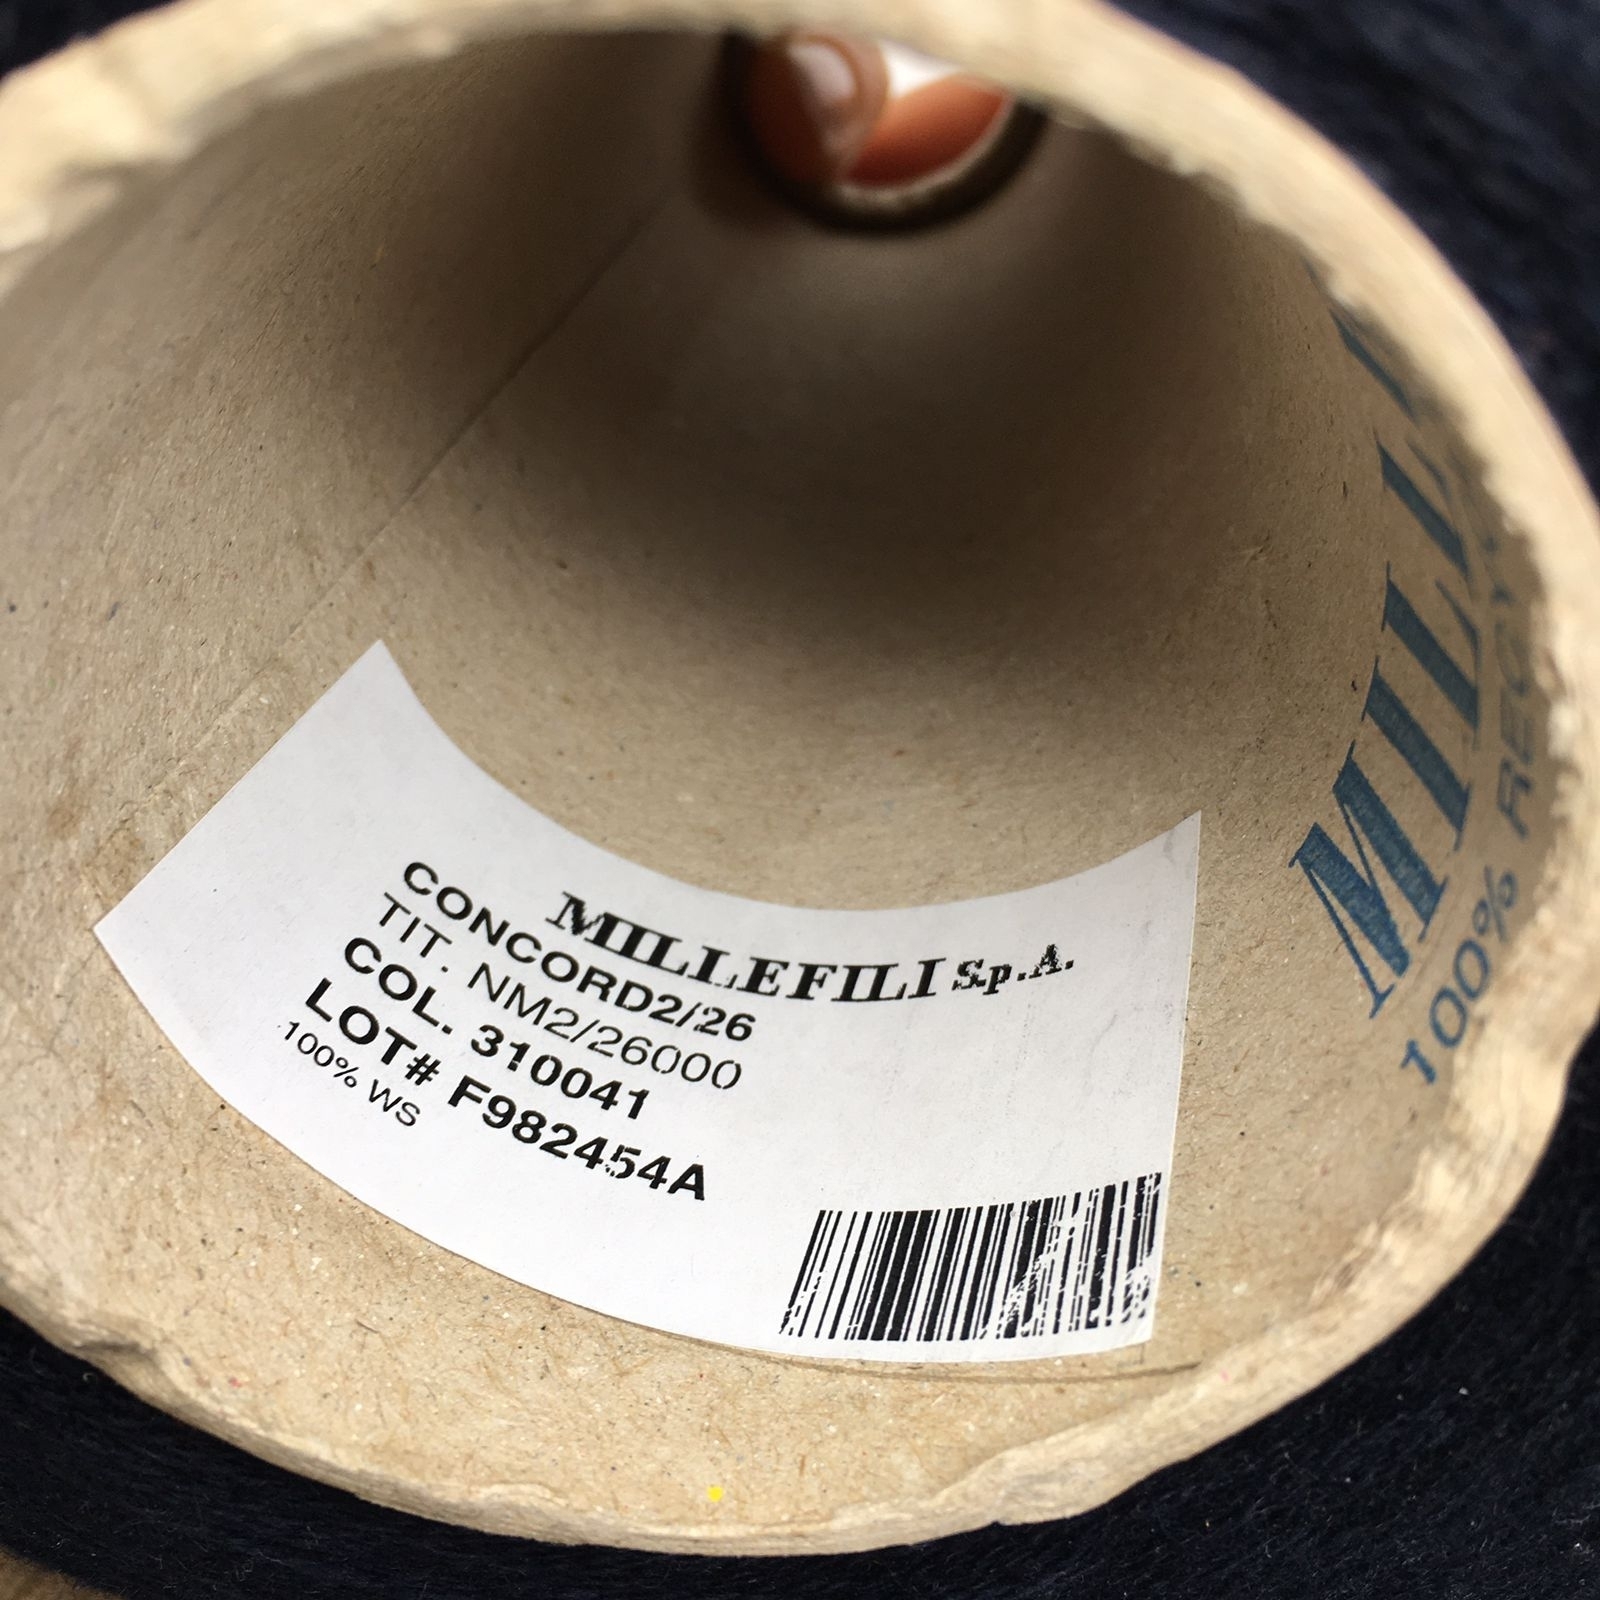 MILLEFILI S.p.A.
CONCORD2/26
TIT. NM2/26000
COL. 310041
LOT# F982454A
100% WS
100%